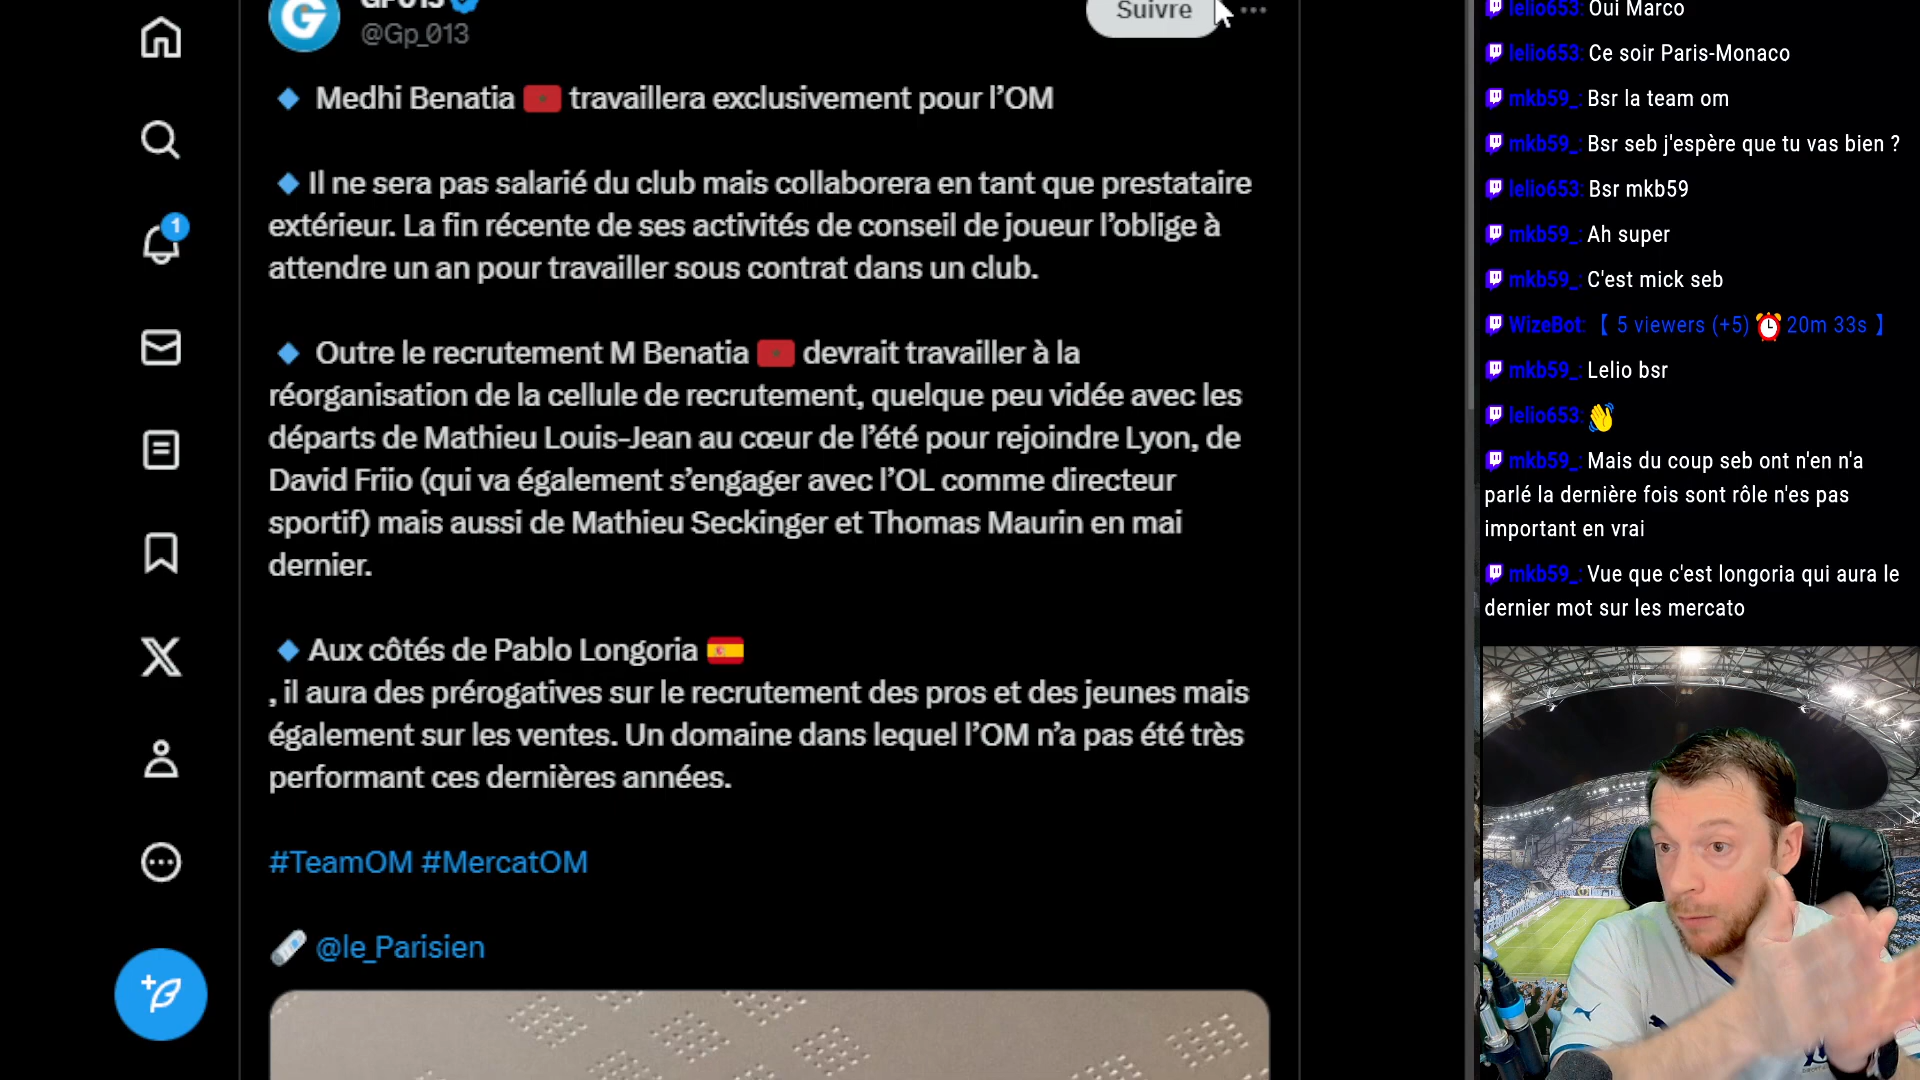 GP013
@Gp_013
Suivre
Medhi Benatia travaillera exclusivement pour l’OM
Il ne sera pas salarié du club mais collaborera en tant que prestataire
extérieur. La fin récente de ses activités de conseil de joueur l’oblige à
attendre un an pour travailler sous contrat dans un club.
Outre le recrutement M Benatia devrait travailler à la
réorganisation de la cellule de recrutement, quelque peu vidée avec les
départs de Mathieu Louis-Jean au cœur de l’été pour rejoindre Lyon, de
David Friio (qui va également s’engager avec l’OL comme directeur
sportif) mais aussi de Mathieu Seckinger et Thomas Maurin en mai
dernier.
Aux côtés de Pablo Longoria
, il aura des prérogatives sur le recrutement des pros et des jeunes mais
également sur les ventes. Un domaine dans lequel l’OM n’a pas été très
performant ces dernières années.
#TeamOM #MercatOM
@le_Parisien
1
lelio653: Oui Marco
lelio653: Ce soir Paris-Monaco
mkb59_: Bsr la team om
mkb59_: Bsr seb j'espère que tu vas bien ?
lelio653: Bsr mkb59
mkb59_: Ah super
mkb59_: C'est mick seb
WizeBot: 【 5 viewers (+5) ⏰ 20m 33s 】
mkb59_: Lelio bsr
lelio653: 👋
mkb59_: Mais du coup seb ont n'en n'a
parlé la dernière fois sont rôle n'es pas
important en vrai
mkb59_: Vue que c'est longoria qui aura le
dernier mot sur les mercato